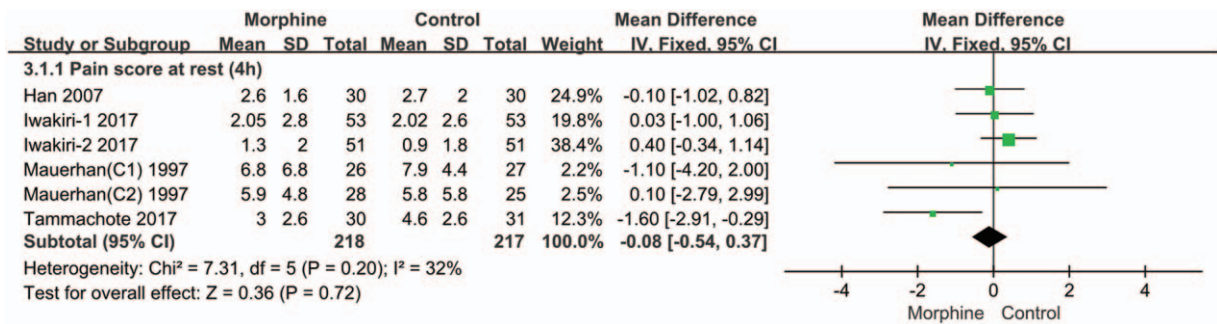 Morphine Control Mean Difference Mean Difference
Study or Subgroup Mean SD Total Mean SD Total Weight IV, Fixed, 95% CI IV, Fixed, 95% CI
3.1.1 Pain score at rest (4h)
Han 2007 2.6 1.6 30 2.7 2 30 24.9% -0.10 [-1.02, 0.82]
Iwakiri-1 2017 2.05 2.8 53 2.02 2.6 53 19.8% 0.03 [-1.00, 1.06]
Iwakiri-2 2017 1.3 2 51 0.9 1.8 51 38.4% 0.40 [-0.34, 1.14]
Mauerhan(C1) 1997 6.8 6.8 26 7.9 4.4 27 2.2% -1.10 [-4.20, 2.00]
Mauerhan(C2) 1997 5.9 4.8 28 5.8 5.8 25 2.5% 0.10 [-2.79, 2.99]
Tammachote 2017 3 2.6 30 4.6 2.6 31 12.3% -1.60 [-2.91, -0.29]
Subtotal (95% CI) 218 217 100.0% -0.08 [-0.54, 0.37]
Heterogeneity: Chi² = 7.31, df = 5 (P = 0.20); I² = 32%
Test for overall effect: Z = 0.36 (P = 0.72)
-4 -2 0 2 4
Morphine Control